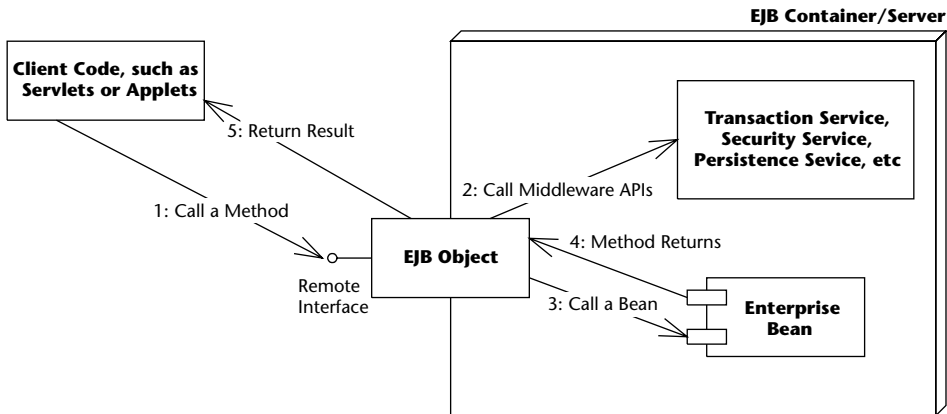 EJB Container/Server
Client Code, such as
Servlets or Applets
5: Return Result
1: Call a Method
Remote
Interface
EJB Object
2: Call Middleware APIs
Transaction Service,
Security Service,
Persistence Sevice, etc
4: Method Returns
3: Call a Bean
Enterprise
Bean